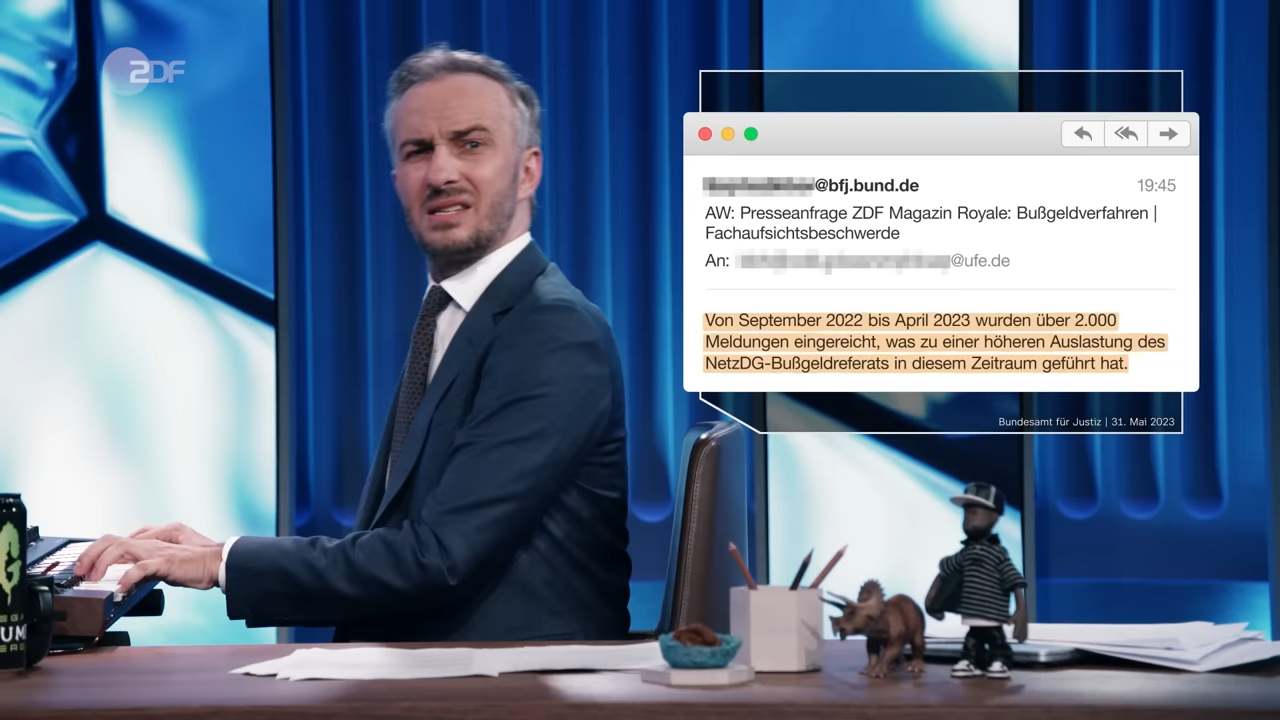 ZDF
@bfj.bund.de 19:45
AW: Presseanfrage ZDF Magazin Royale: Bußgeldverfahren |
Fachaufsichtsbeschwerde
An: @ufe.de
Von September 2022 bis April 2023 wurden über 2.000
Meldungen eingereicht, was zu einer höheren Auslastung des
NetzDG-Bußgeldreferats in diesem Zeitraum geführt hat.
Bundesamt für Justiz | 31. Mai 2023